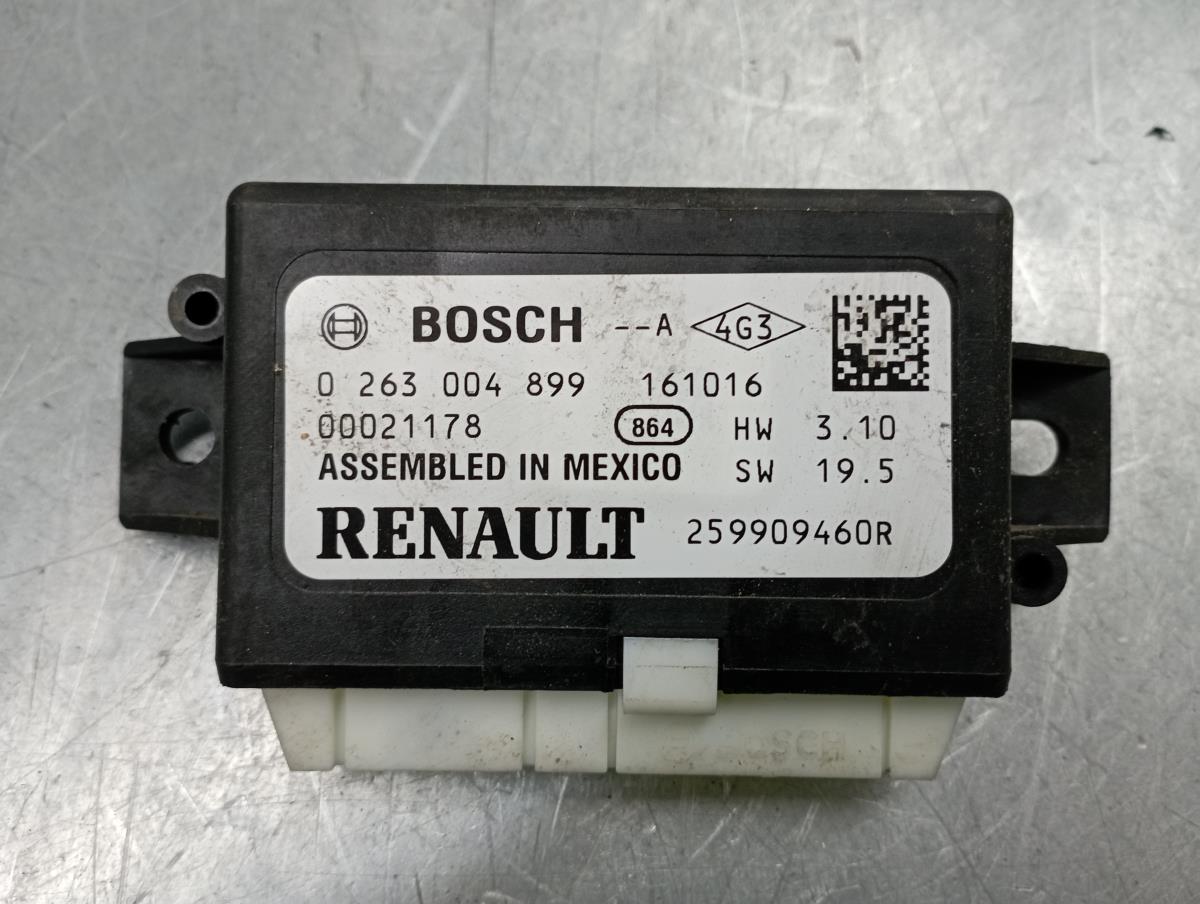 BOSCH --A 4G3
0 263 004 899 161016
00021178 864 HW 3.10
ASSEMBLED IN MEXICO SW 19.5
RENAULT 259909460R
BOSCH